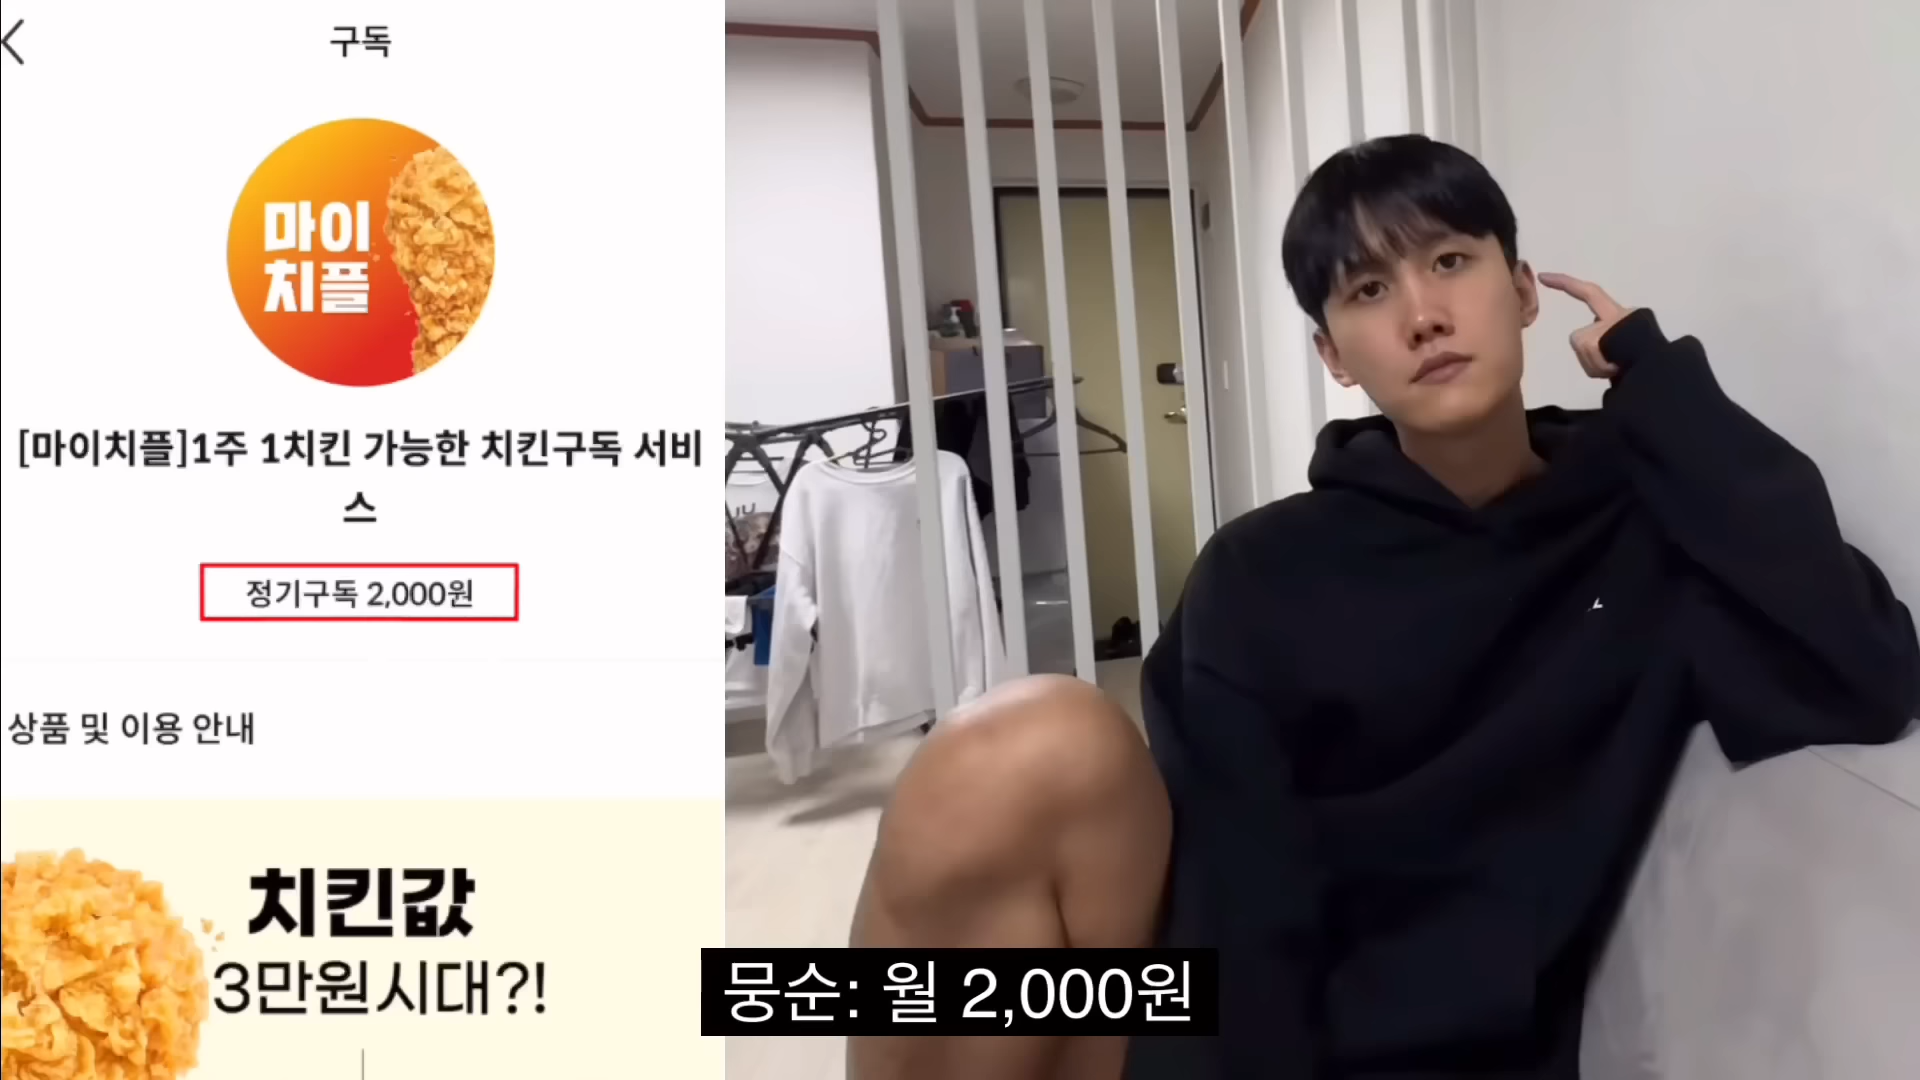 구독
마이
치플
[마이치플]1주 1치킨 가능한 치킨구독 서비
스
정기구독 2,000원
상품 및 이용 안내
치킨값
3만원시대?!
뭉순: 월 2,000원